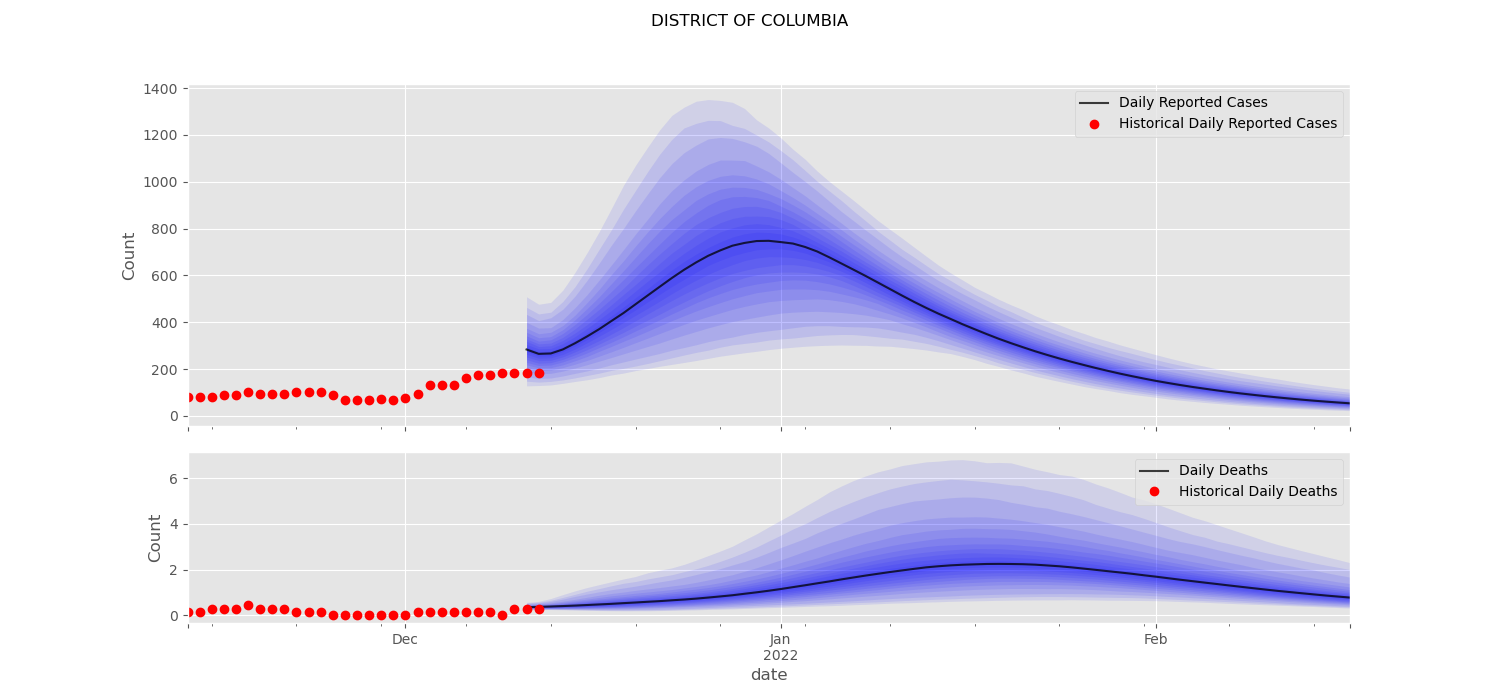 DISTRICT OF COLUMBIA
1400
1200
1000
800
600
400
200
0
Count
Daily Reported Cases
Historical Daily Reported Cases
6
4
2
0
Count
Daily Deaths
Historical Daily Deaths
Dec
Jan
2022
Feb
date